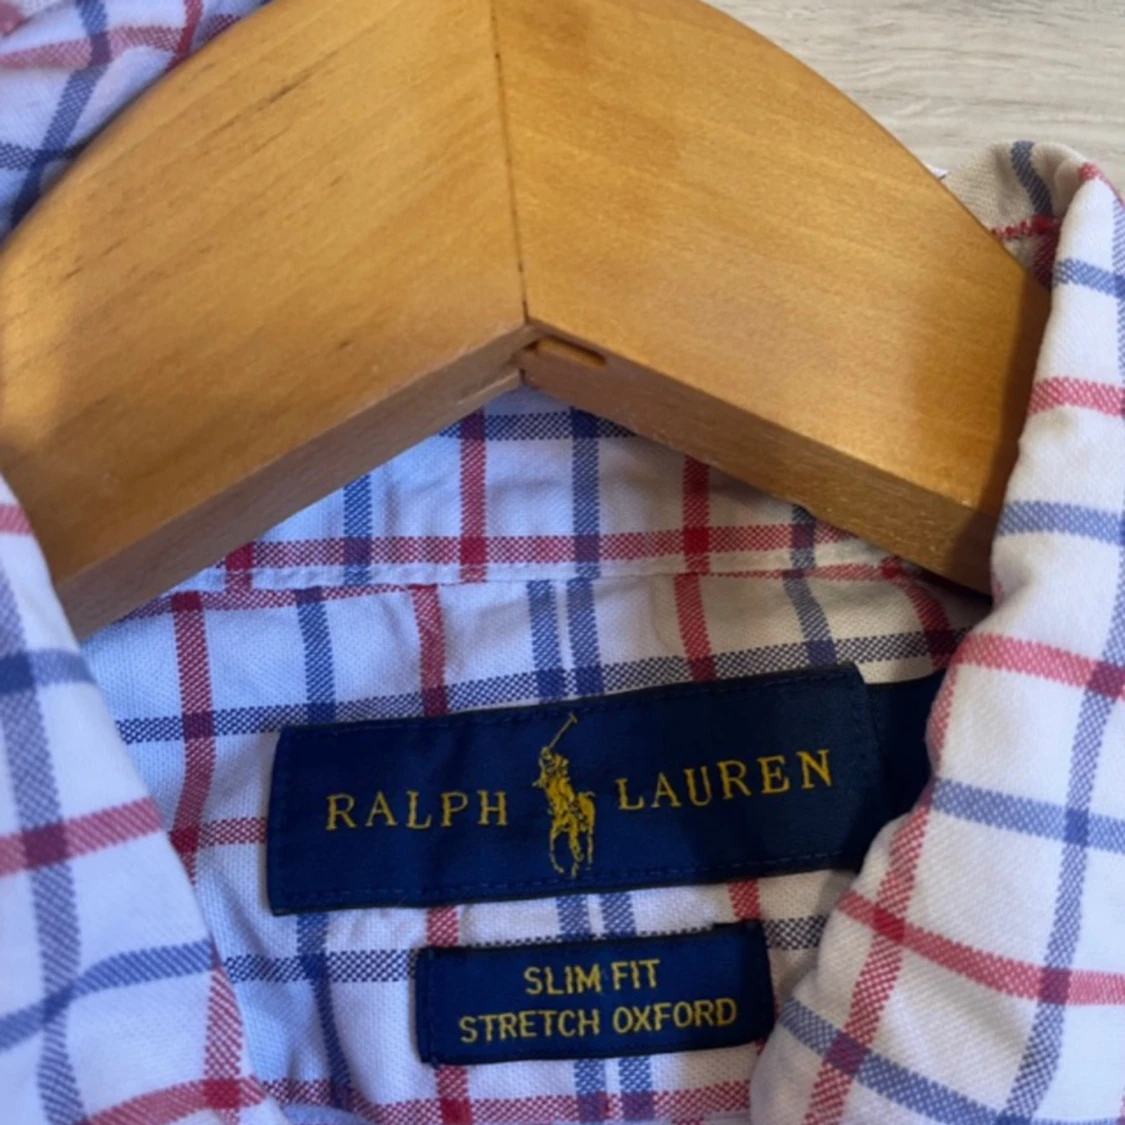 RALPH LAUREN
SLIM FIT
STRETCH OXFORD